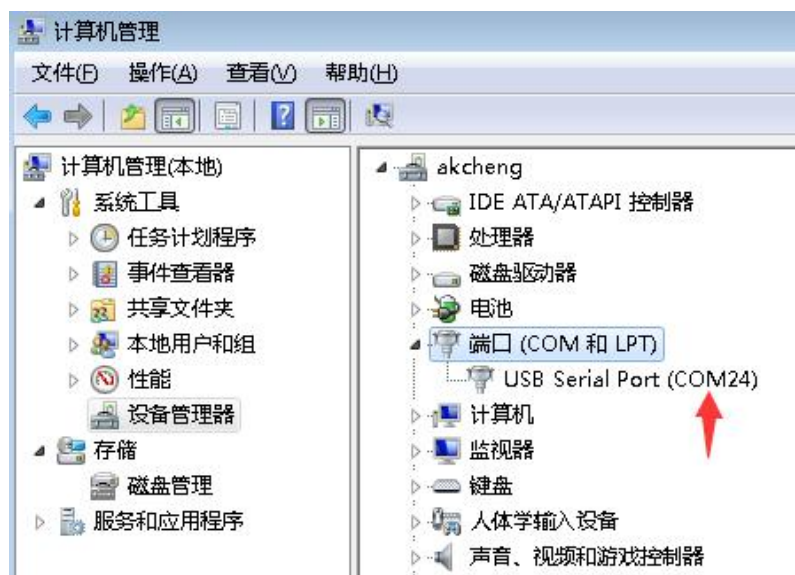 计算机管理
文件(F) 操作(A) 查看(V) 帮助(H)
计算机管理(本地)
系统工具
任务计划程序
事件查看器
共享文件夹
本地用户和组
性能
设备管理器
存储
磁盘管理
服务和应用程序
akcheng
IDE ATA/ATAPI 控制器
处理器
磁盘驱动器
电池
端口 (COM 和 LPT)
USB Serial Port (COM24)
计算机
监视器
键盘
人体学输入设备
声音、视频和游戏控制器